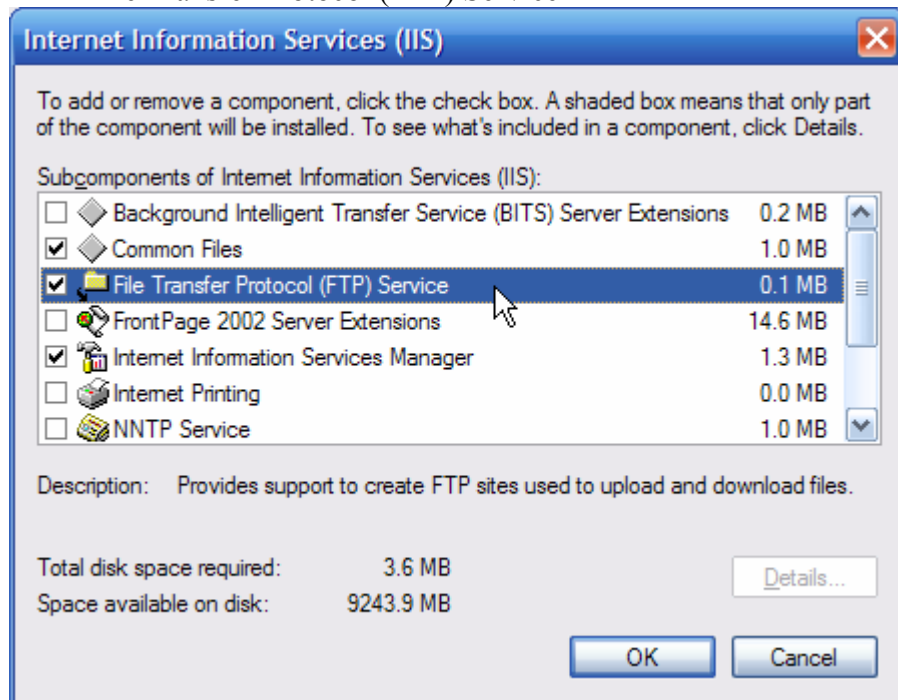 Internet Information Services (IIS)
To add or remove a component, click the check box. A shaded box means that only part
of the component will be installed. To see what's included in a component, click Details.
Subcomponents of Internet Information Services (IIS):
Background Intelligent Transfer Service (BITS) Server Extensions 0.2 MB
Common Files 1.0 MB
File Transfer Protocol (FTP) Service 0.1 MB
FrontPage 2002 Server Extensions 14.6 MB
Internet Information Services Manager 1.3 MB
Internet Printing 0.0 MB
NNTP Service 1.0 MB
Description: Provides support to create FTP sites used to upload and download files.
Total disk space required: 3.6 MB
Details...
Space available on disk: 9243.9 MB
OK Cancel